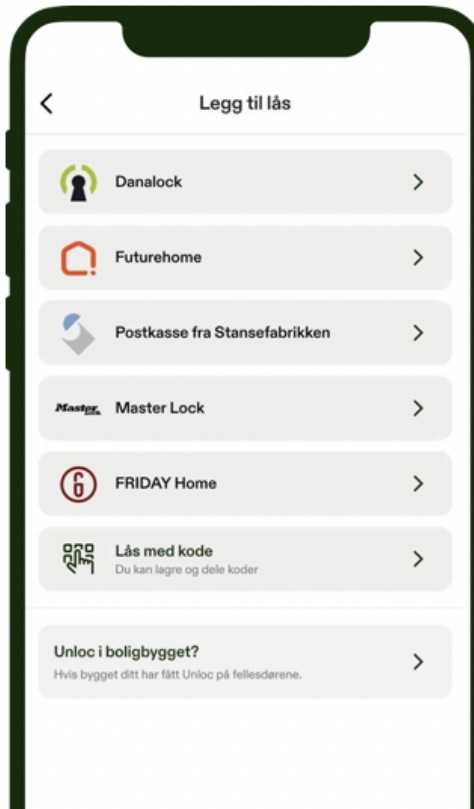 Legg til lås
Danalock
Futurehome
Postkasse fra Stansefabrikken
Master Lock
Master Lock
FRIDAY Home
Lås med kode
Du kan lagre og dele koder
Unloc i boligbygget?
Hvis bygget ditt har fått Unloc på fellesdørene.